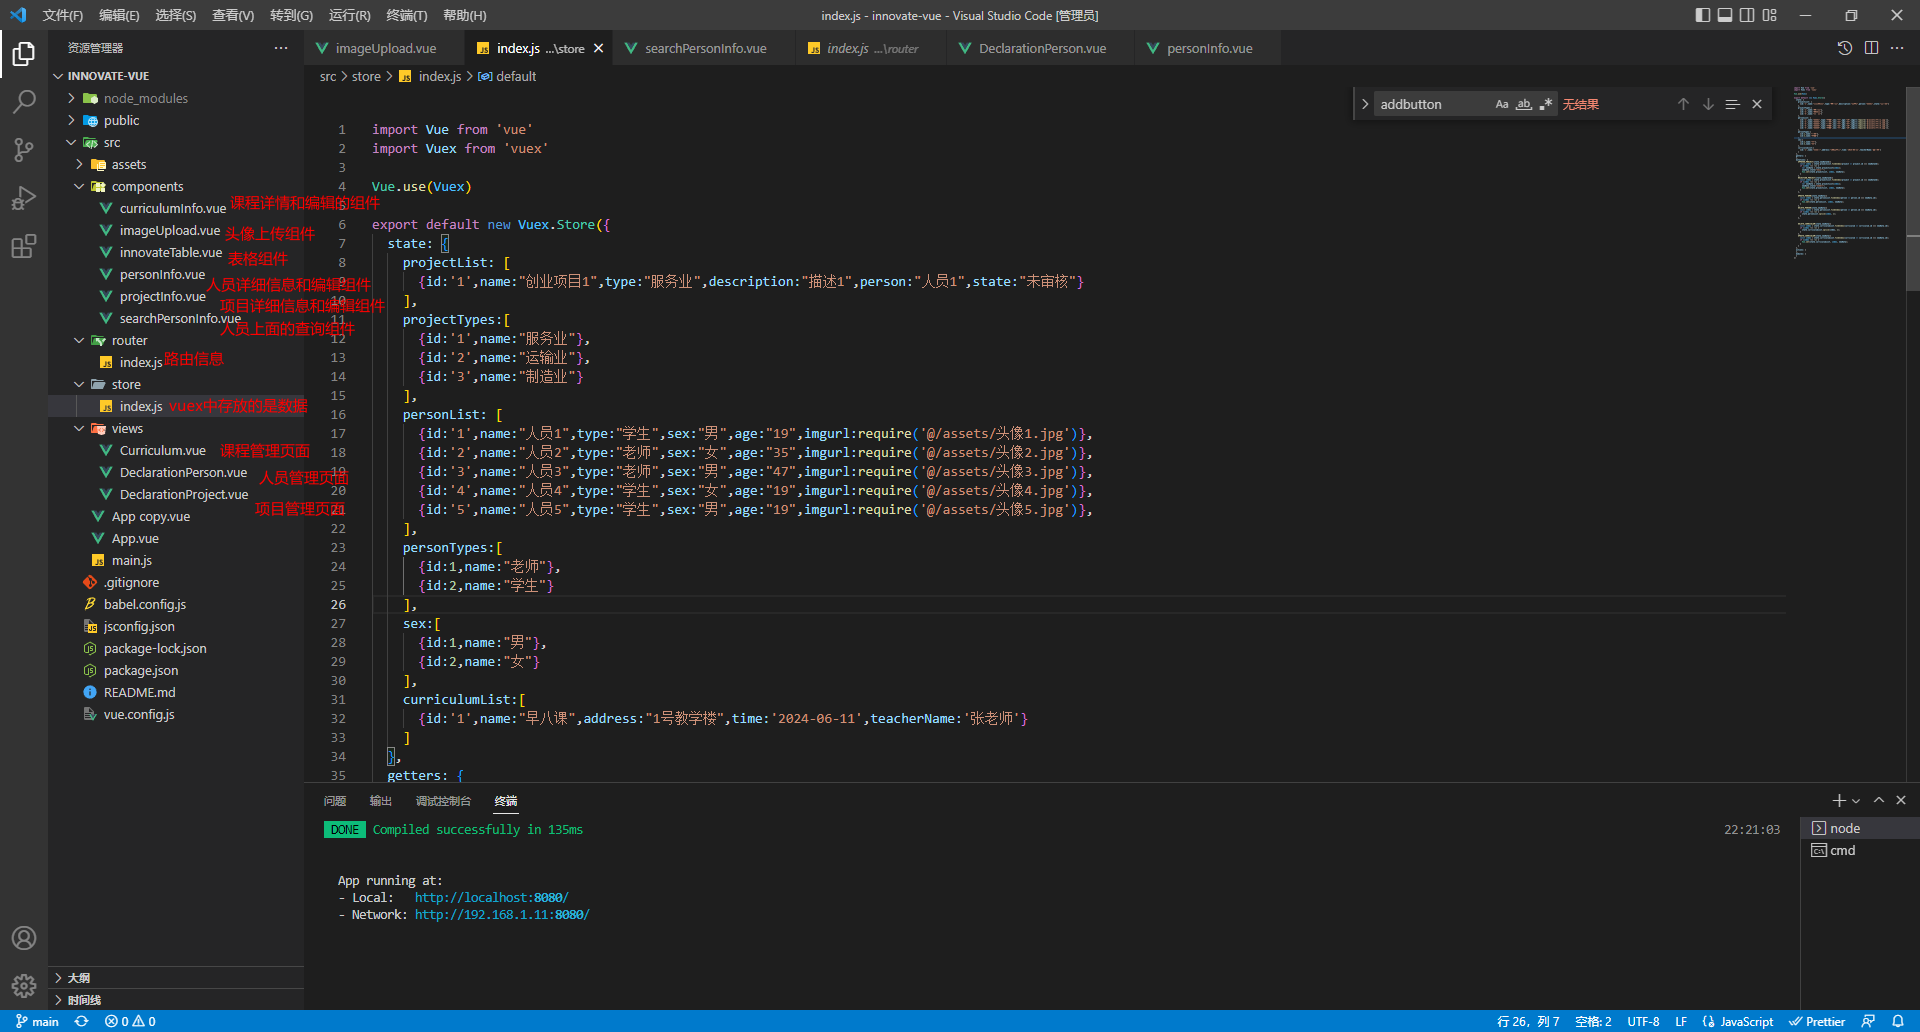 文件(F) 编辑(E) 选择(S) 查看(V) 转到(G) 运行(R) 终端(T) 帮助(H)
index.js - innovate-vue - Visual Studio Code [管理员]
资源管理器 ···
INNOVATE-VUE
node_modules
public
src
assets
components
curriculumInfo.vue 课程详情和编辑的组件
imageUpload.vue 头像上传组件
innovateTable.vue 表格组件
personInfo.vue 人员详细信息和编辑组件
projectInfo.vue 项目详细信息和编辑组件
searchPersonInfo.vue 人员上面的查询组件
router
index.js 路由信息
store
index.js vuex中存放的是数据
views
Curriculum.vue 课程管理页面
DeclarationPerson.vue 人员管理页面
DeclarationProject.vue 项目管理页面
App copy.vue
App.vue
main.js
.gitignore
babel.config.js
jsconfig.json
package-lock.json
package.json
README.md
vue.config.js
大纲
时间线
imageUpload.vue index.js ...\store searchPersonInfo.vue index.js ...\router DeclarationPerson.vue personInfo.vue
src > store > index.js > default
addbutton Aa ab .* 无结果
1 import Vue from 'vue'
2 import Vuex from 'vuex'
3
4 Vue.use(Vuex)
6 export default new Vuex.Store({
7 state: {
8 projectList: [
9 {id:'1',name:"创业项目1",type:"服务业",description:"描述1",person:"人员1",state:"未审核"}
10 ],
11 projectTypes:[
12 {id:'1',name:"服务业"},
13 {id:'2',name:"运输业"},
14 {id:'3',name:"制造业"}
15 ],
16 personList: [
17 {id:'1',name:"人员1",type:"学生",sex:"男",age:"19",imgurl:require('@/assets/头像1.jpg')},
18 {id:'2',name:"人员2",type:"老师",sex:"女",age:"35",imgurl:require('@/assets/头像2.jpg')},
19 {id:'3',name:"人员3",type:"老师",sex:"男",age:"47",imgurl:require('@/assets/头像3.jpg')},
20 {id:'4',name:"人员4",type:"学生",sex:"女",age:"19",imgurl:require('@/assets/头像4.jpg')},
21 {id:'5',name:"人员5",type:"学生",sex:"男",age:"19",imgurl:require('@/assets/头像5.jpg')},
22 ],
23 personTypes:[
24 {id:1,name:"老师"},
25 {id:2,name:"学生"}
26 ],
27 sex:[
28 {id:1,name:"男"},
29 {id:2,name:"女"}
30 ],
31 curriculumList:[
32 {id:'1',name:"早八课",address:"1号教学楼",time:'2024-06-11',teacherName:'张老师'}
33 ]
34 },
35 getters: {
问题 输出 调试控制台 终端
DONE Compiled successfully in 135ms 22:21:03
App running at:
- Local: http://localhost:8080/
- Network: http://192.168.1.11:8080/
node
cmd
main 0 0 行 26, 列 7 空格: 2 UTF-8 LF JavaScript Prettier